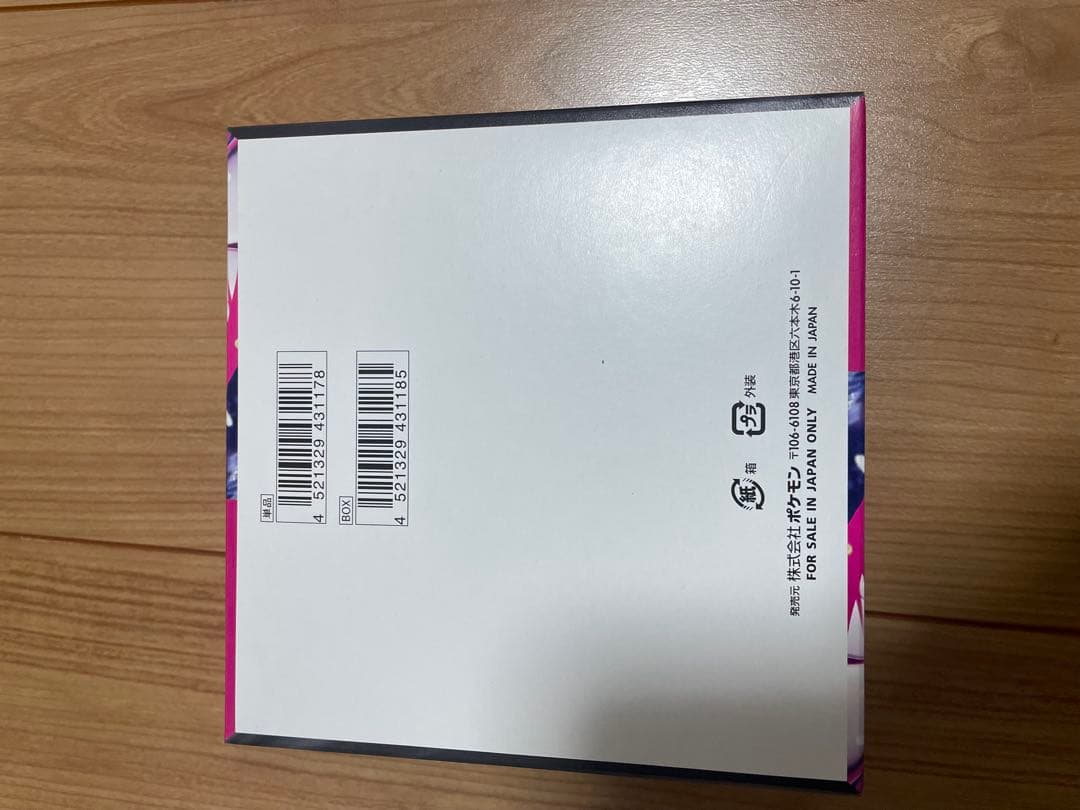 単品
4 521329 431178
BOX
4 521329 431185
紙 箱 プラ 外装
発売元 株式会社 ポケモン 〒106-6108 東京都港区六本木6-10-1
FOR SALE IN JAPAN ONLY MADE IN JAPAN